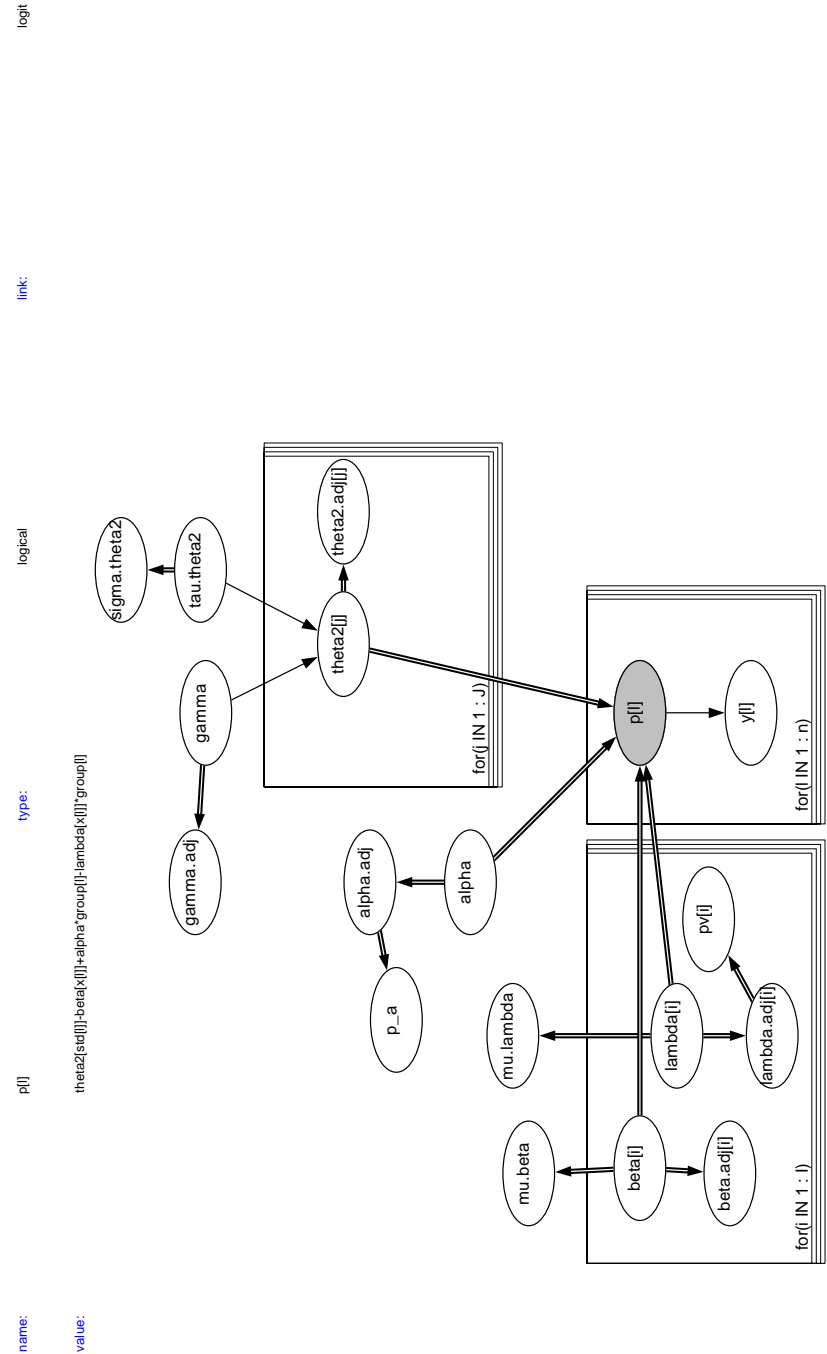 name: p[l] type: logical link: logit
value: theta2[std[l]]-beta[x[l]]+alpha*group[l]-lambda[x[l]]*group[l]
sigma.theta2
gamma.adj
gamma
tau.theta2
theta2[j]
theta2.adj[j]
alpha.adj
p_a
alpha
for(j IN 1 : J)
mu.beta
mu.lambda
beta[i]
lambda[i]
p[l]
beta.adj[i]
lambda.adj[i]
pv[i]
y[l]
for(i IN 1 : I)
for(l IN 1 : n)